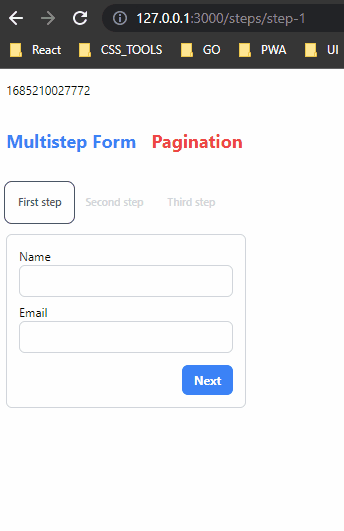 127.0.0.1:3000/steps/step-1
React CSS_TOOLS GO PWA UI
1685210027772
Multistep Form Pagination
First step Second step Third step
Name
Email
Next